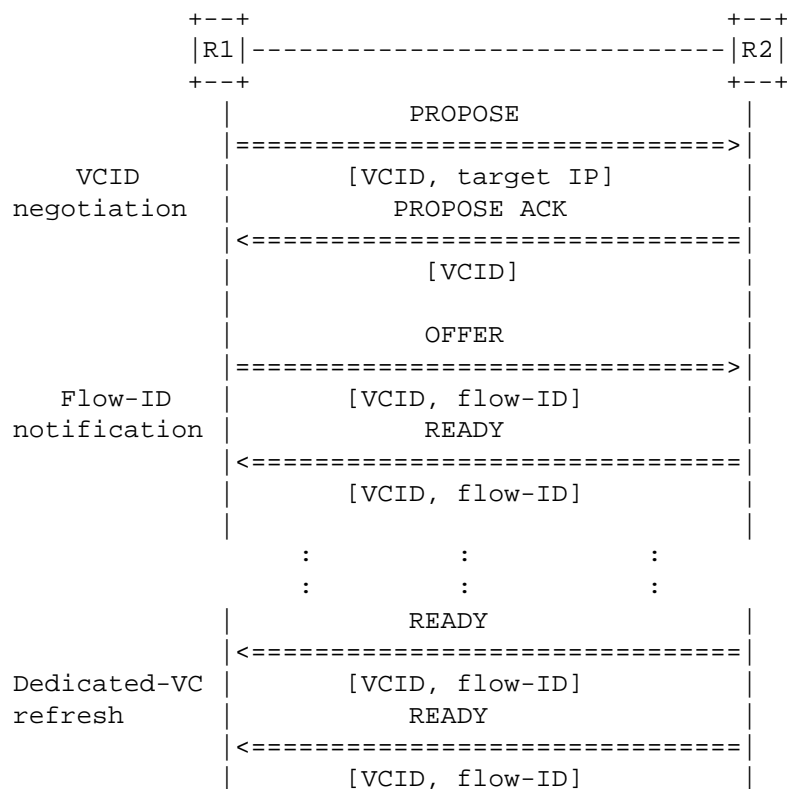 +--+                              +--+
|R1|------------------------------|R2|
+--+                              +--+
|           PROPOSE              |
|===============================>|
VCID         |       [VCID, target IP]        |
negotiation  |          PROPOSE ACK           |
|<===============================|
|            [VCID]              |
|                                |
|            OFFER               |
|===============================>|
Flow-ID      |       [VCID, flow-ID]          |
notification |            READY               |
|<===============================|
|       [VCID, flow-ID]          |
|                                |
:         :           :
:         :           :
|           READY                |
|<===============================|
Dedicated-VC |       [VCID, flow-ID]          |
refresh      |           READY                |
|<===============================|
|       [VCID, flow-ID]          |